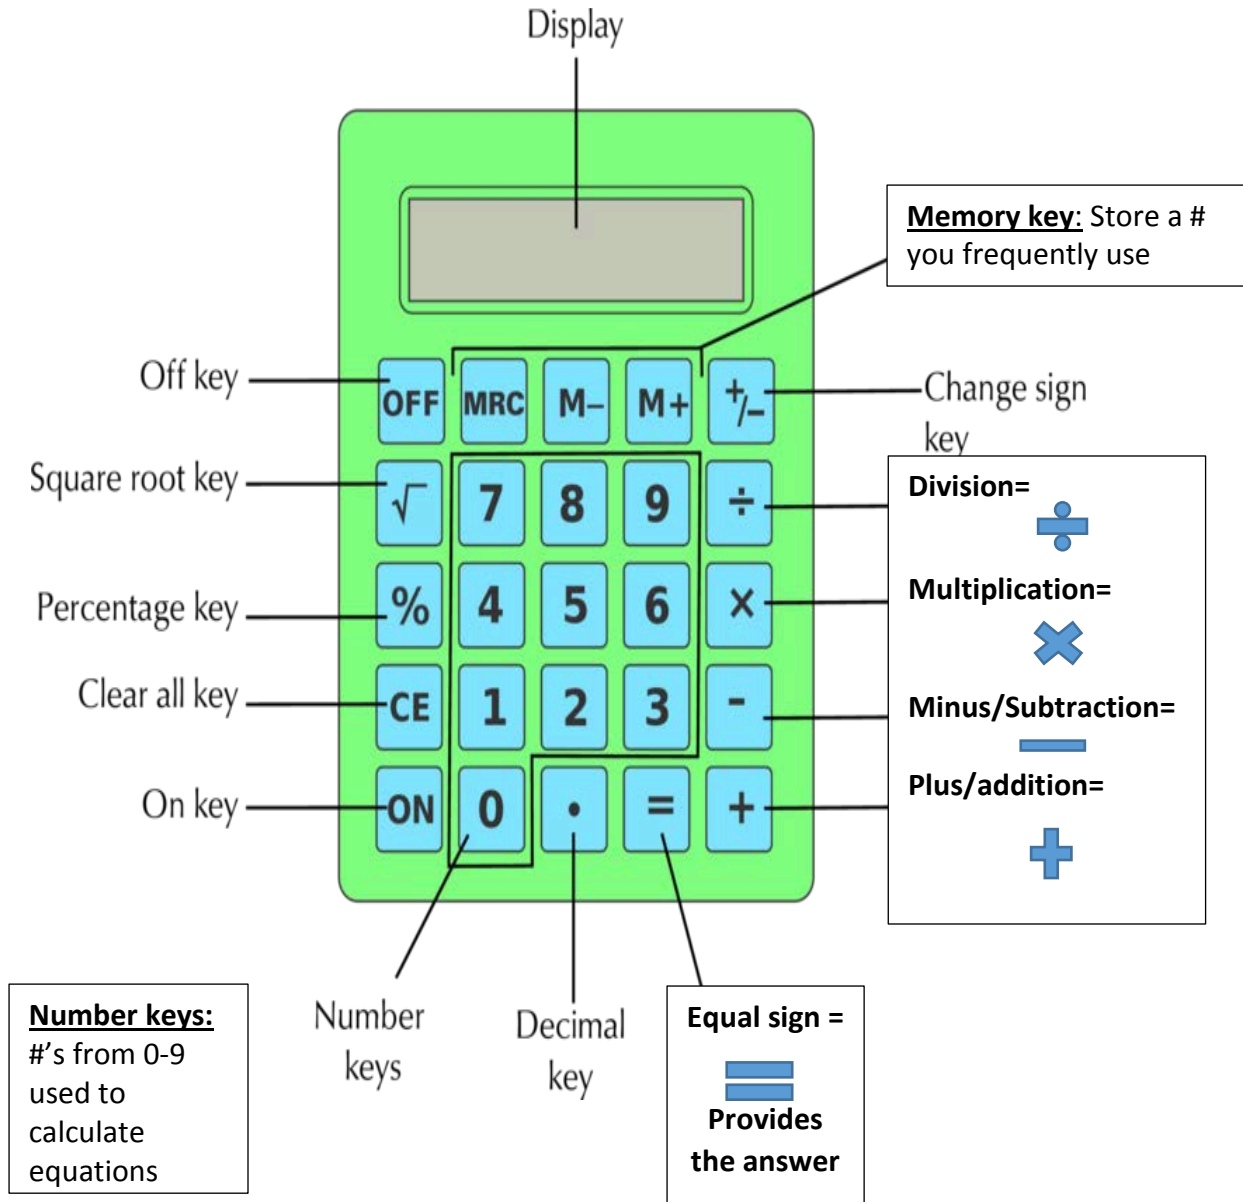 Display
Memory key: Store a #
you frequently use
Off key
OFF MRC M− M+ +/−
Change sign
key
Square root key
√ 7 8 9 ÷
Division=
÷
Percentage key
% 4 5 6 ×
Multiplication=
×
Clear all key
CE 1 2 3 -
Minus/Subtraction=
−
On key
ON 0 . = +
Plus/addition=
+
Number keys:
#'s from 0-9
used to
calculate
equations
Number
keys
Decimal
key
Equal sign =
=
Provides
the answer